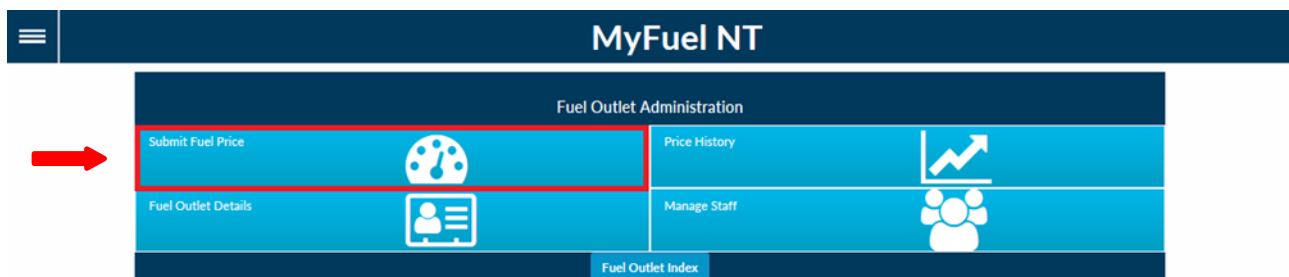 MyFuel NT
Fuel Outlet Administration
Submit Fuel Price
Price History
Fuel Outlet Details
Manage Staff
Fuel Outlet Index